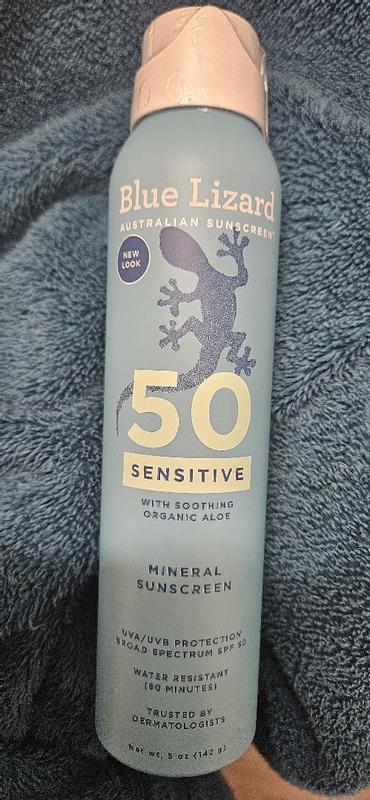 Blue Lizard
AUSTRALIAN SUNSCREEN®
NEW
LOOK
50
SENSITIVE
WITH SOOTHING
ORGANIC ALOE
MINERAL
SUNSCREEN
UVA/UVB PROTECTION
BROAD SPECTRUM SPF 50
WATER RESISTANT
(80 MINUTES)
TRUSTED BY
DERMATOLOGISTS
Net wt. 5 oz (142 g)